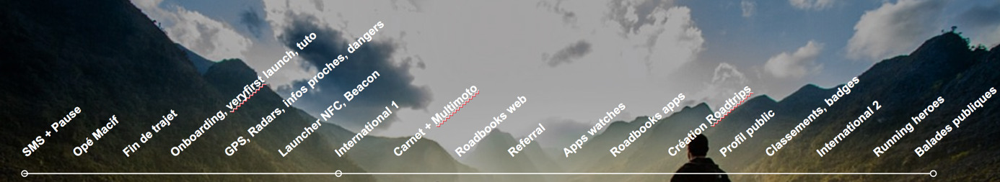 SMS + Pause
Opé Macif
Fin de trajet
Onboarding, veryfirst launch, tuto
GPS, Radars, infos proches, dangers
Launcher NFC, Beacon
International 1
Carnet + Multimoto
Roadbooks web
Referral
Apps watches
Roadbooks apps
Création Roadtrips
Profil public
Classements, badges
International 2
Running heroes
Balades publiques